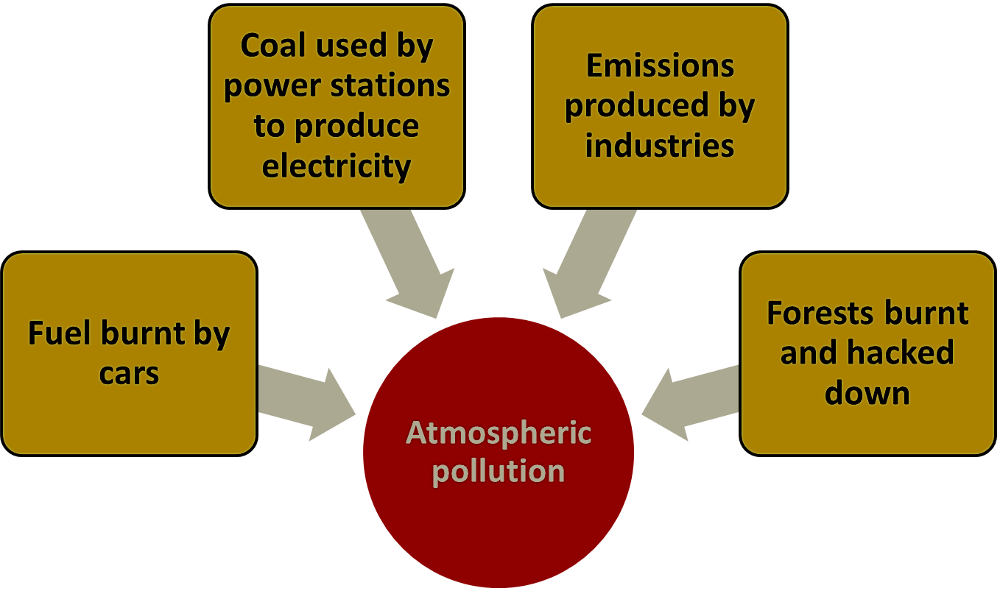 Coal used by
power stations
to produce
electricity
Emissions
produced by
industries
Fuel burnt by
cars
Forests burnt
and hacked
down
Atmospheric
pollution